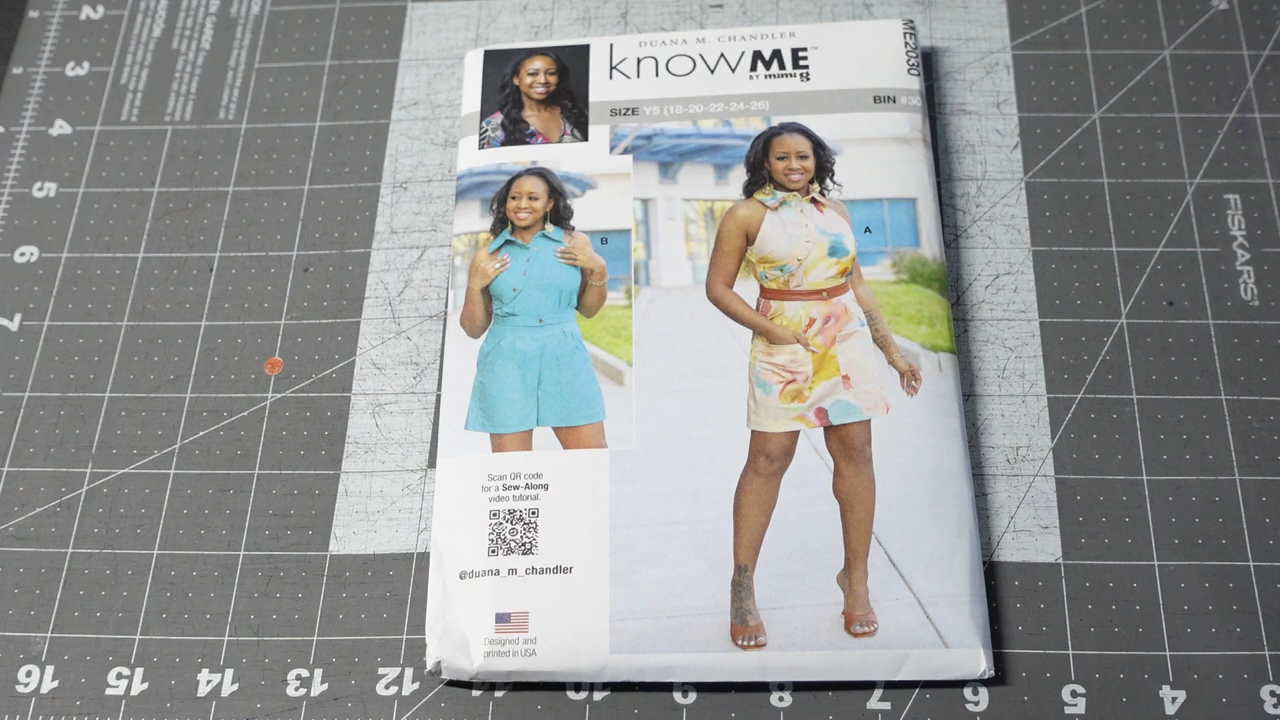 DUANA M. CHANDLER
knowME™
BY mimi g
ME2030
SIZE Y5 (18-20-22-24-26)
BIN #30
B
A
Scan QR code
for a Sew-Along
video tutorial.
@duana_m_chandler
Designed and
printed in USA
FISKARS
2
3
4
5
6
7
16 15 14 13 12 11 10 9 8 7 6 5 4 3